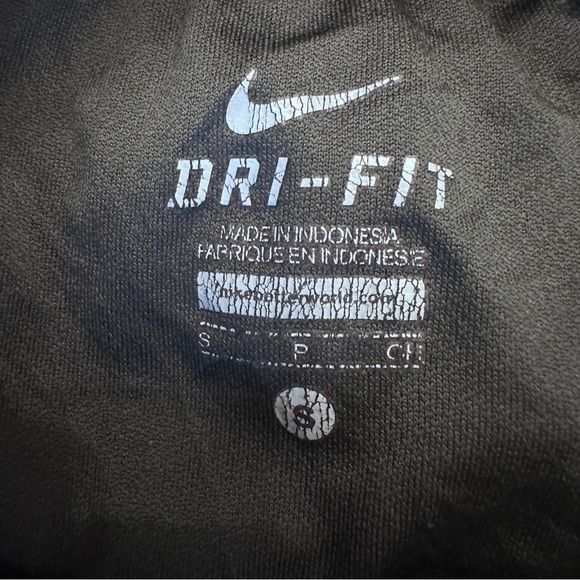 DRI-FIT
MADE IN INDONESIA
FABRIQUE EN INDONESIE
nikebetterworld.com
S P CH
S